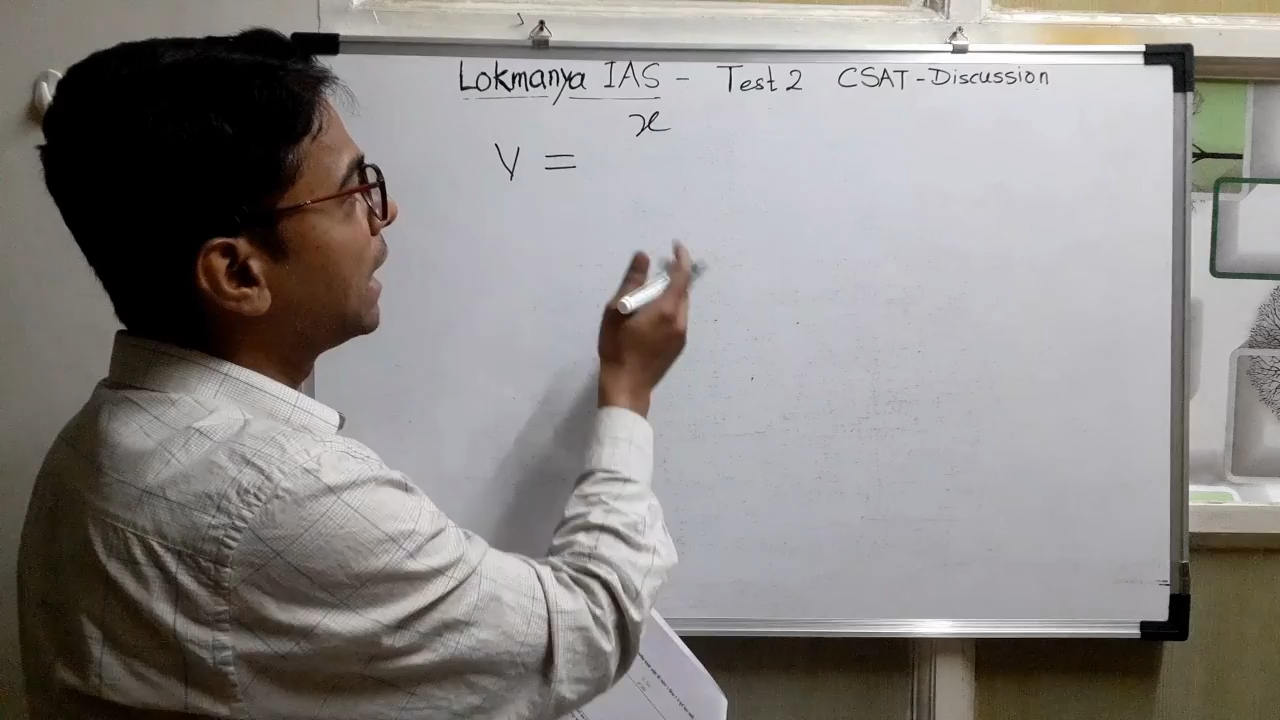 Lokmanya IAS - Test 2 CSAT - Discussion
x
V =